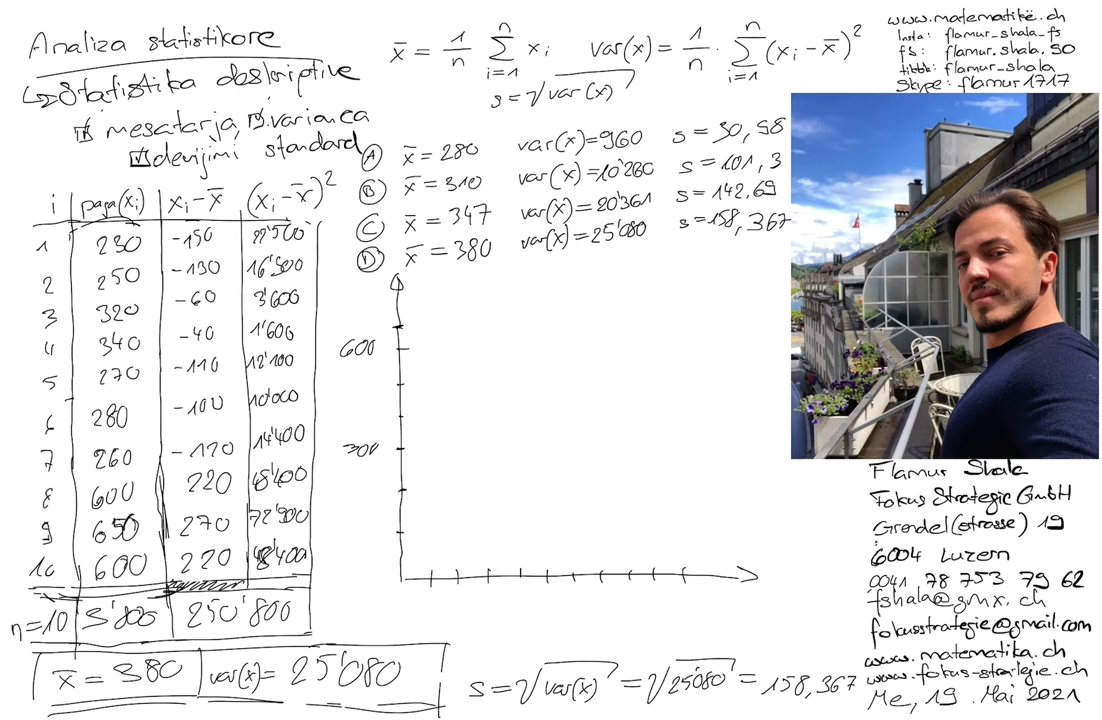 Analiza statistikore
↳ Statistika deskriptive
☑ mesatarja, ☑ varianca
☑ devijimi standard
x̄ = 1/n ∑ i=1 n xᵢ var(x) = 1/n · ∑ i=1 n (xᵢ - x̄)²
s = √var(x)
A x̄ = 280 var(x)=960 s = 30,98
B x̄ = 310 var(x)=10'260 s = 101,3
C x̄ = 347 var(x)=20'361 s = 142,69
D x̄ = 380 var(x)=25'080 s = 158,367
i paga(xᵢ) xᵢ - x̄ (xᵢ - x̄)²
1 230 -150 22'500
2 250 -130 16'900
3 320 -60 3'600
4 340 -40 1'600
5 270 -110 12'100
6 280 -100 10'000
7 260 -120 14'400
8 600 220 48'400
9 650 270 72'900
10 600 220 48'400
n=10 3'800 250'800
x̄ = 380 var(x)= 25'080
600
300
s = √var(x) = √25'080 = 158,367
www.matematikë.ch
Insta: flamur_shala_fs
fs: flamur.shala.50
tiktok: flamur_shala
Skype: flamur1717
Flamur Shala
Fokus Strategie GmbH
Grendel(strasse) 19
6004 Luzern
0041 78 753 79 62
fshala@gmx.ch
fokusstrategie@gmail.com
www.matematika.ch
www.fokus-strategie.ch
Me, 19. Mai 2021